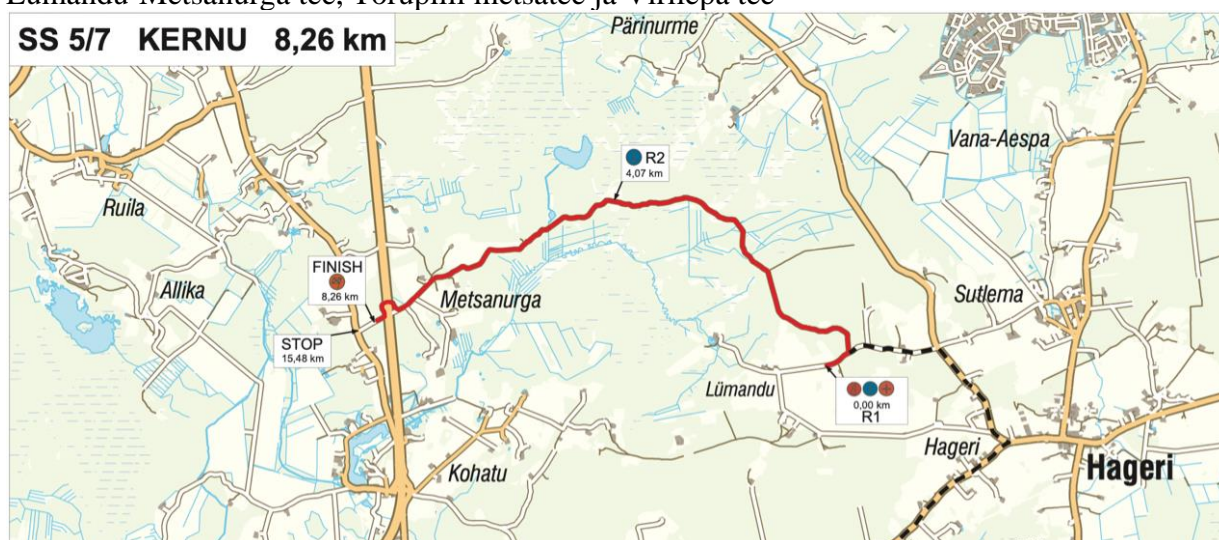 Lümandu-Metsanurga tee, Tõrupilli metsatee ja Virnepa tee
SS 5/7 KERNU 8,26 km
Pärinurme
Vana-Aespa
R2
4,07 km
Ruila
FINISH
8,26 km
Allika
Metsanurga
Sutlema
STOP
15,48 km
Lümandu
0,00 km
R1
Hageri
Kohatu
Hageri